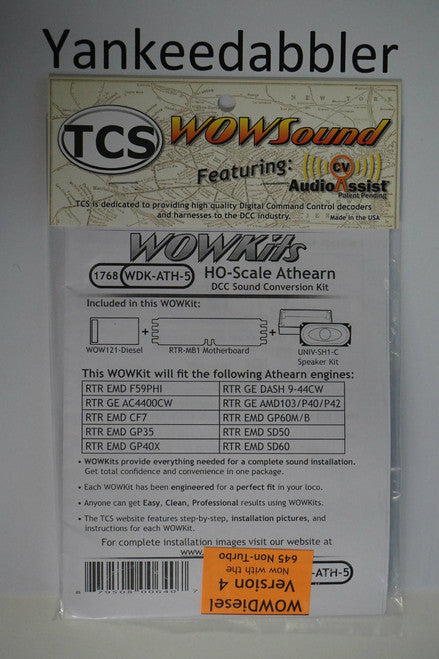 Yankeedabbler
TCS WOWSound
Featuring: CV
AudioAssist
Patent Pending
TCS is dedicated to providing high quality Digital Command Control decoders
and harnesses to the DCC industry.
Made in the USA
WOWKits
1768 WDK-ATH-5 HO-Scale Athearn
DCC Sound Conversion Kit
Included in this WOWKit:
+ +
WOW121-Diesel RTR-MB1 Motherboard UNIV-SH1-C
Speaker Kit
This WOWKit will fit the following Athearn engines:
RTR EMD F59PHI RTR GE DASH 9-44CW
RTR GE AC4400CW RTR GE AMD103/P40/P42
RTR EMD CF7 RTR EMD GP60M/B
RTR EMD GP35 RTR EMD SD50
RTR EMD GP40X RTR EMD SD60
• WOWKits provide everything needed for a complete sound installation.
Get total confidence and convenience in one package.
• Each WOWKit has been engineered for a perfect fit in your loco.
• Anyone can get Easy, Clean, Professional results using WOWKits.
• The TCS website features step-by-step, installation pictures, and
instructions for each WOWKit.
For complete installation images visit our website at
www.
-ATH-5
WOWDiesel
Version 4
Now with the
645 Non-Turbo
8 79505 00640 7